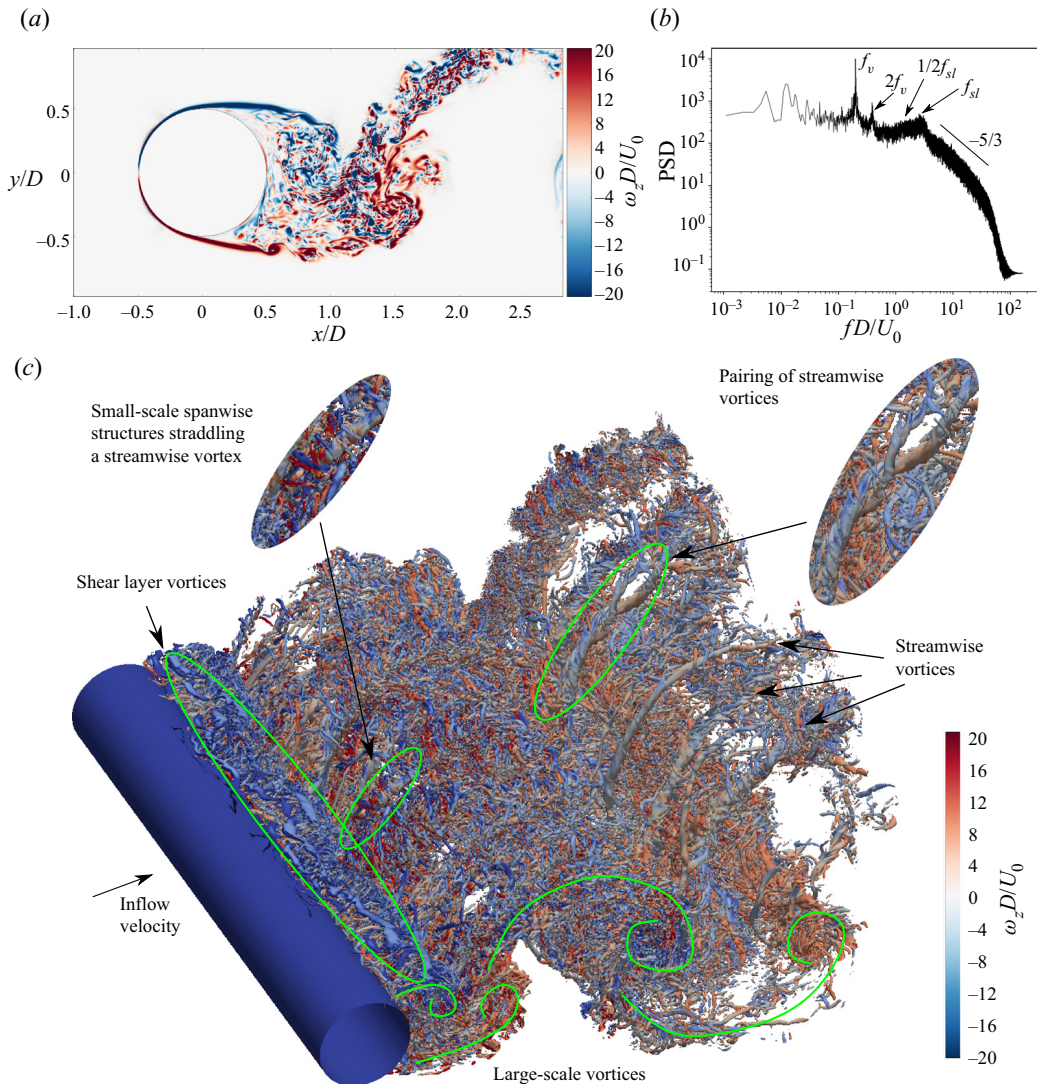 (a)
20
16
12
8
4
0
–4
–8
–12
–16
–20
ω_z D/U_0
0.5
0
–0.5
y/D
–1.0
–0.5
0
0.5
1.0
1.5
2.0
2.5
x/D
(b)
10^4
10^3
10^2
10^1
10^0
10^–1
PSD
f_v
2f_v
1/2f_sl
f_sl
–5/3
10^–3
10^–2
10^–1
10^0
10^1
10^2
fD/U_0
(c)
Small-scale spanwise
structures straddling
a streamwise vortex
Pairing of streamwise
vortices
Shear layer vortices
Streamwise
vortices
Inflow
velocity
Large-scale vortices
20
16
12
8
4
0
–4
–8
–12
–16
–20
ω_z D/U_0